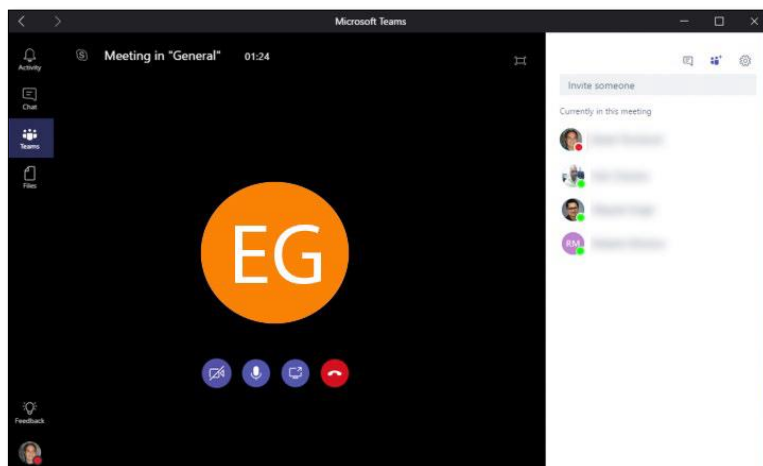 Microsoft Teams
Activity
Meeting in "General" 01:24
Chat
Invite someone
Currently in this meeting
Teams
Files
EG
RM
Feedback